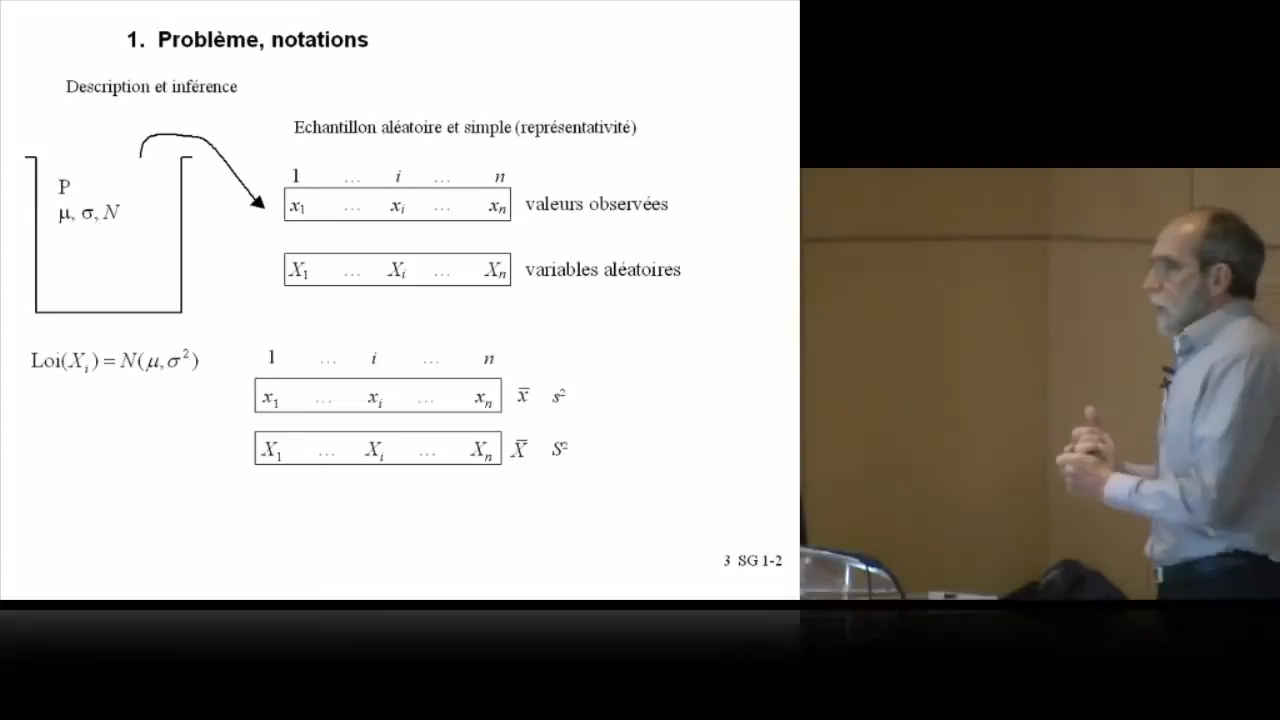 1. Problème, notations
Description et inférence
Echantillon aléatoire et simple (représentativité)
P
μ, σ, N
1 … i … n
x₁ … xᵢ … xₙ valeurs observées
X₁ … Xᵢ … Xₙ variables aléatoires
Loi(Xᵢ) = N(μ, σ²)
1 … i … n
x₁ … xᵢ … xₙ x̅ s²
X₁ … Xᵢ … Xₙ X̅ S²
3 SG 1-2